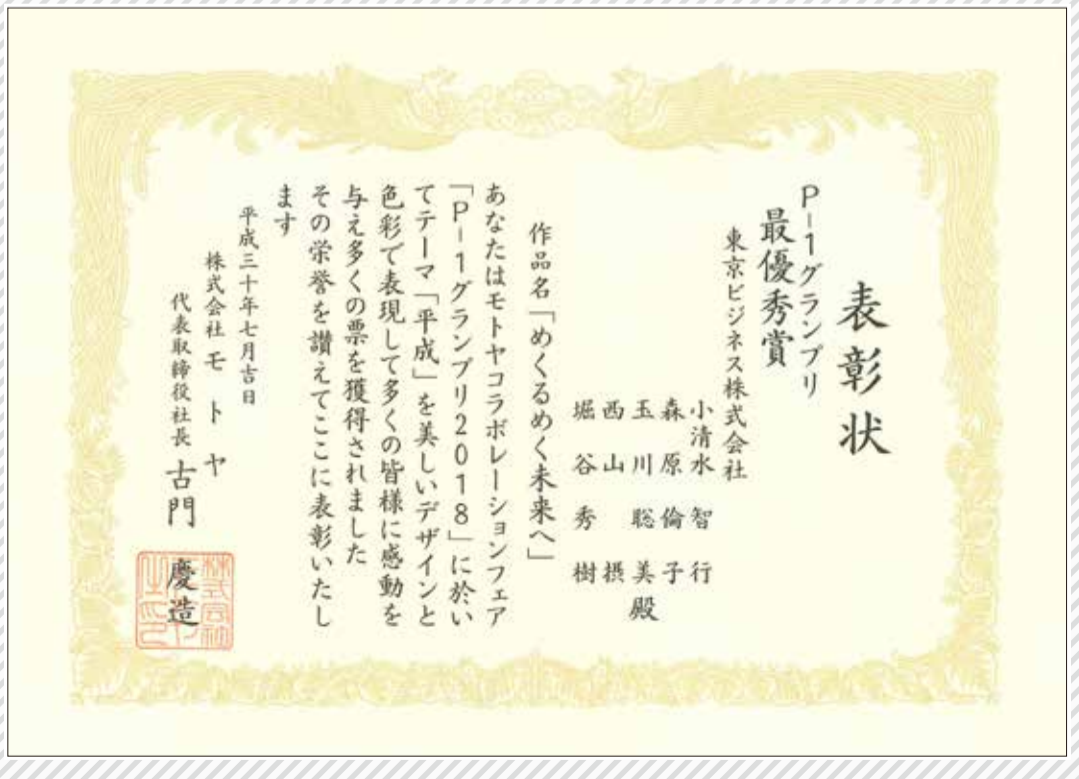 表彰状
P-1グランプリ
最優秀賞
東京ビジネス株式会社
小清水智行
森原倫子
玉川聡美殿
西山摂
堀谷秀樹
作品名「めくるめく未来へ」
あなたはモトヤコラボレーションフェア
「P-1グランプリ2018」に於い
てテーマ「平成」を美しいデザインと
色彩で表現して多くの皆様に感動を
与え多くの票を獲得されました
その栄誉を讃えてここに表彰いたし
ます
平成三十年七月吉日
株式会社モトヤ
代表取締役社長 古門慶造